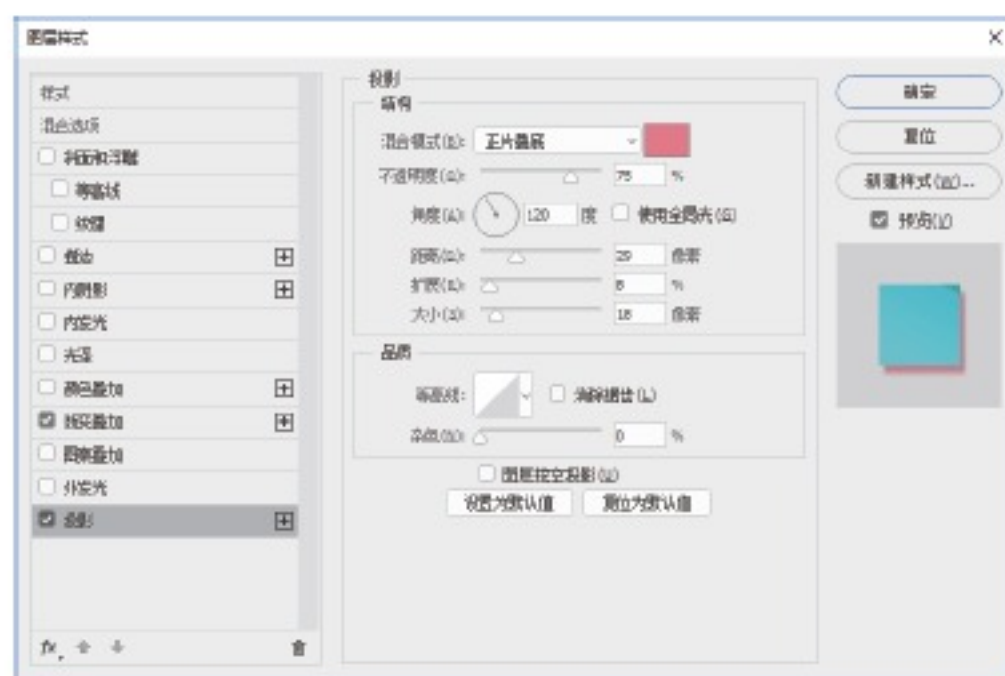 图层样式
样式
混合选项
斜面和浮雕
等高线
纹理
描边
内阴影
内发光
光泽
颜色叠加
渐变叠加
图案叠加
外发光
投影
fx
投影
结构
混合模式(B): 正片叠底
不透明度(O): 75 %
角度(A): 120 度 使用全局光(G)
距离(D): 29 像素
扩展(R): 8 %
大小(S): 18 像素
品质
等高线: 消除锯齿(L)
杂色(N): 0 %
图层挖空投影(U)
设置为默认值 复位为默认值
确定
复位
新建样式(W)...
预览(V)